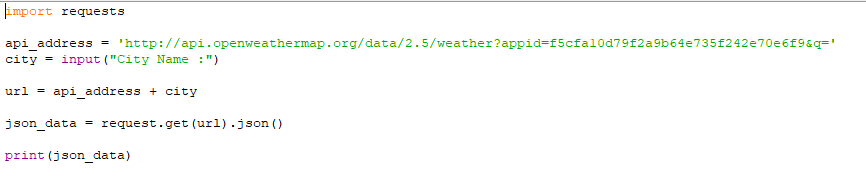 import requests
api_address = 'http://api.openweathermap.org/data/2.5/weather?appid=f5cfa10d79f2a9b64e735f242e70e6f9&q='
city = input("City Name :")
url = api_address + city
json_data = request.get(url).json()
print(json_data)